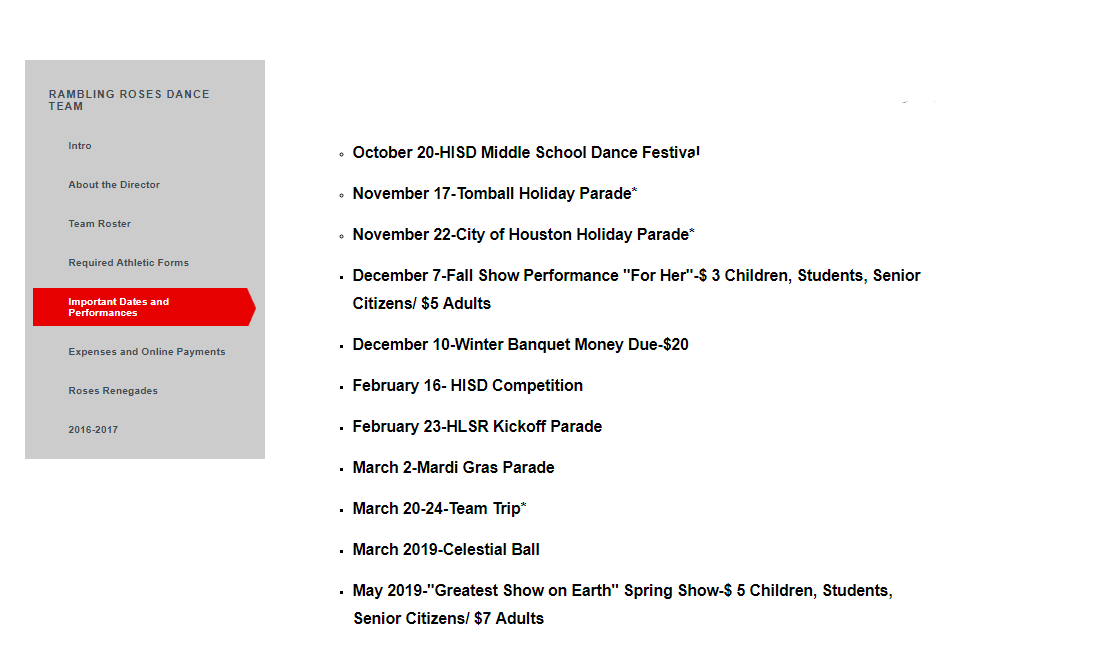 RAMBLING ROSES DANCE
TEAM
Intro
About the Director
Team Roster
Required Athletic Forms
Important Dates and
Performances
Expenses and Online Payments
Roses Renegades
2016-2017
October 20-HISD Middle School Dance Festival
November 17-Tomball Holiday Parade*
November 22-City of Houston Holiday Parade*
December 7-Fall Show Performance "For Her"-$ 3 Children, Students, Senior
Citizens/ $5 Adults
December 10-Winter Banquet Money Due-$20
February 16- HISD Competition
February 23-HLSR Kickoff Parade
March 2-Mardi Gras Parade
March 20-24-Team Trip*
March 2019-Celestial Ball
May 2019-"Greatest Show on Earth" Spring Show-$ 5 Children, Students,
Senior Citizens/ $7 Adults